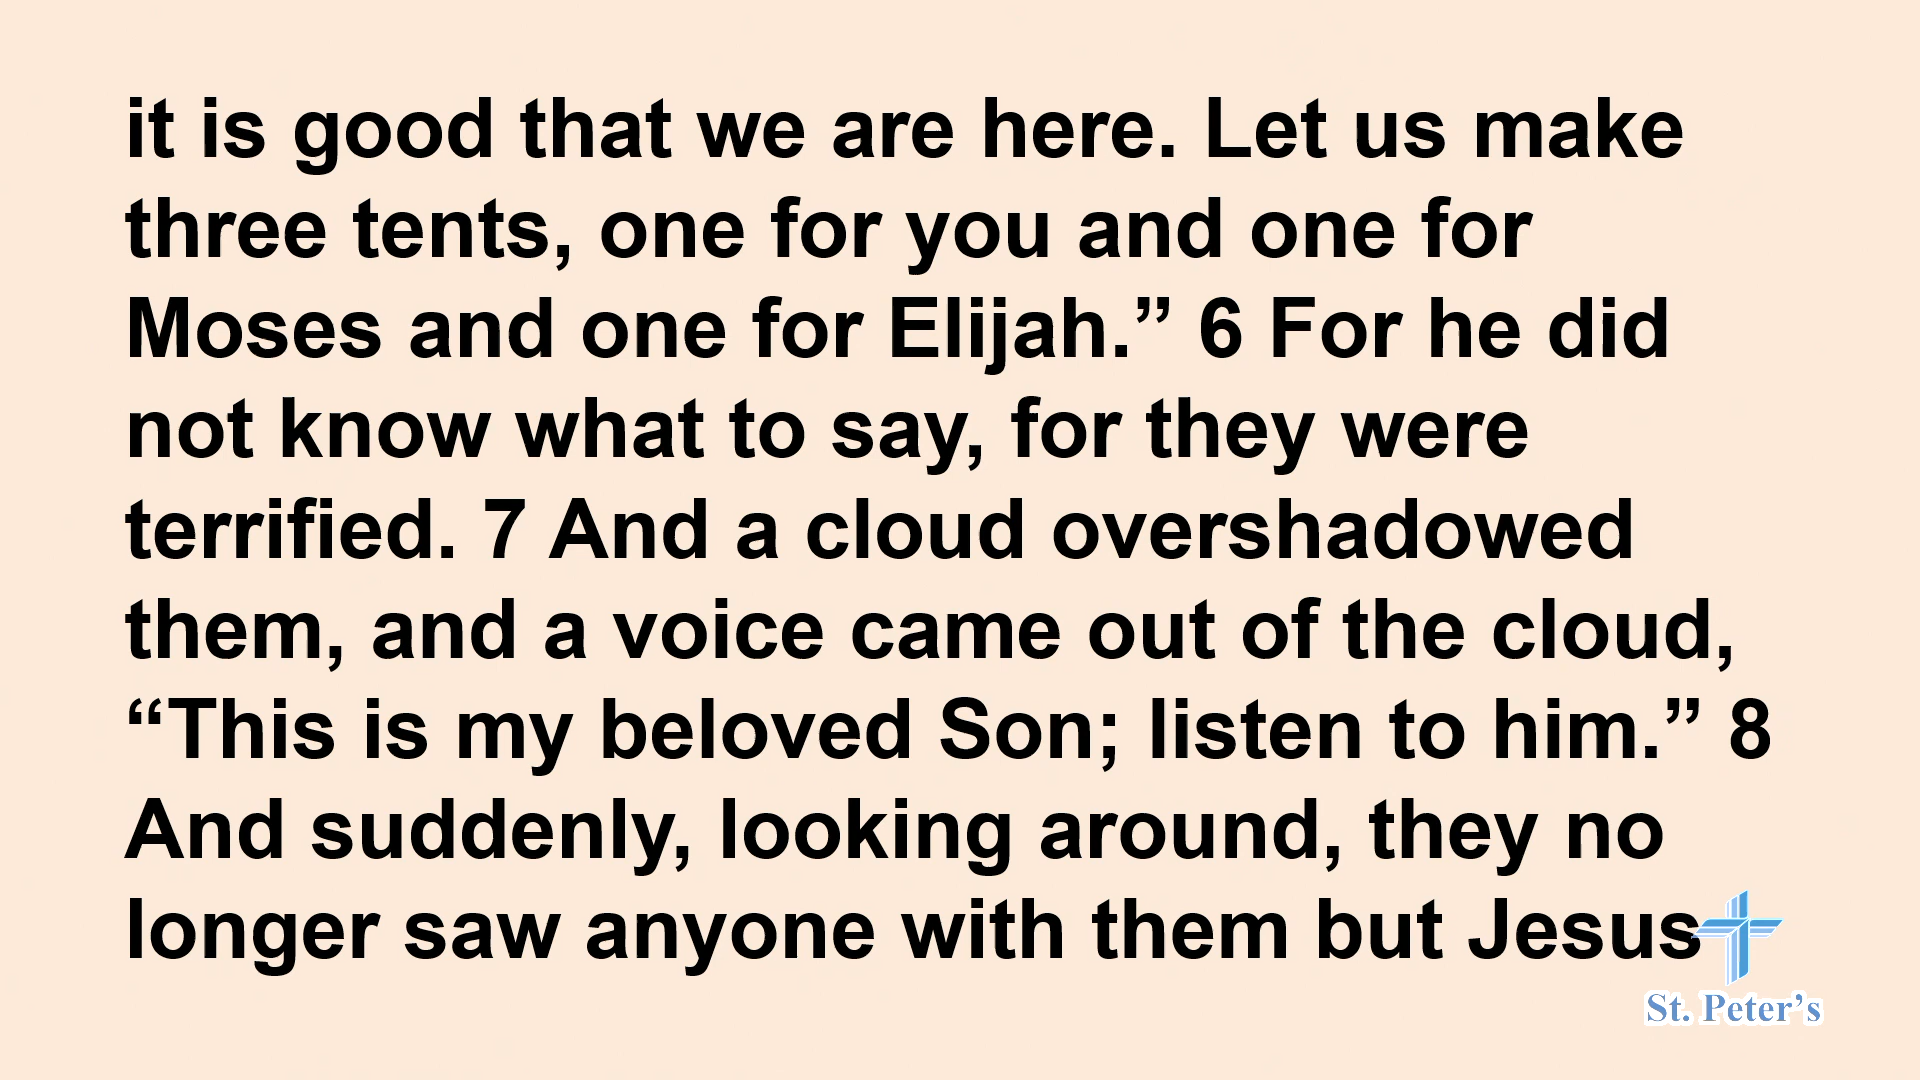 it is good that we are here. Let us make
three tents, one for you and one for
Moses and one for Elijah.” 6 For he did
not know what to say, for they were
terrified. 7 And a cloud overshadowed
them, and a voice came out of the cloud,
“This is my beloved Son; listen to him.” 8
And suddenly, looking around, they no
longer saw anyone with them but Jesus
St. Peter’s